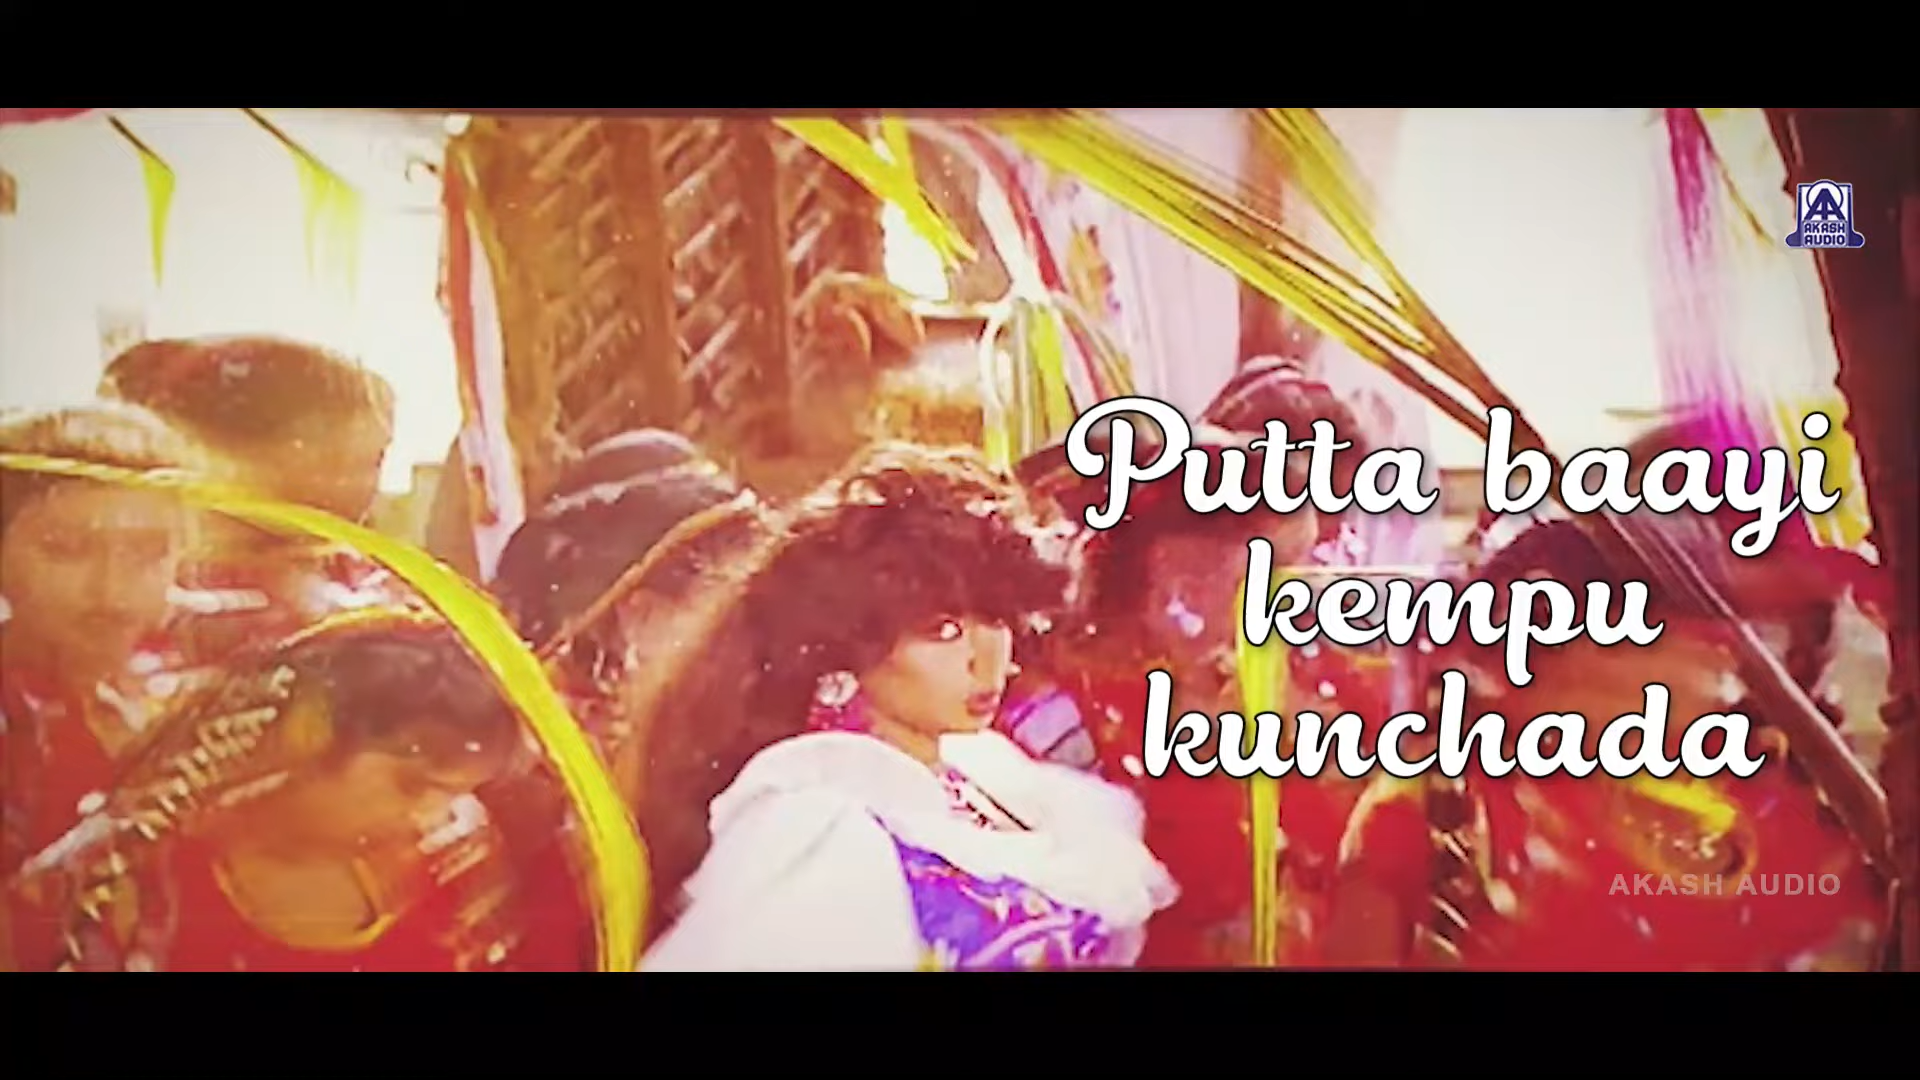 AKASH
AUDIO
Putta baayi
kempu
kunchada
AKASH AUDIO